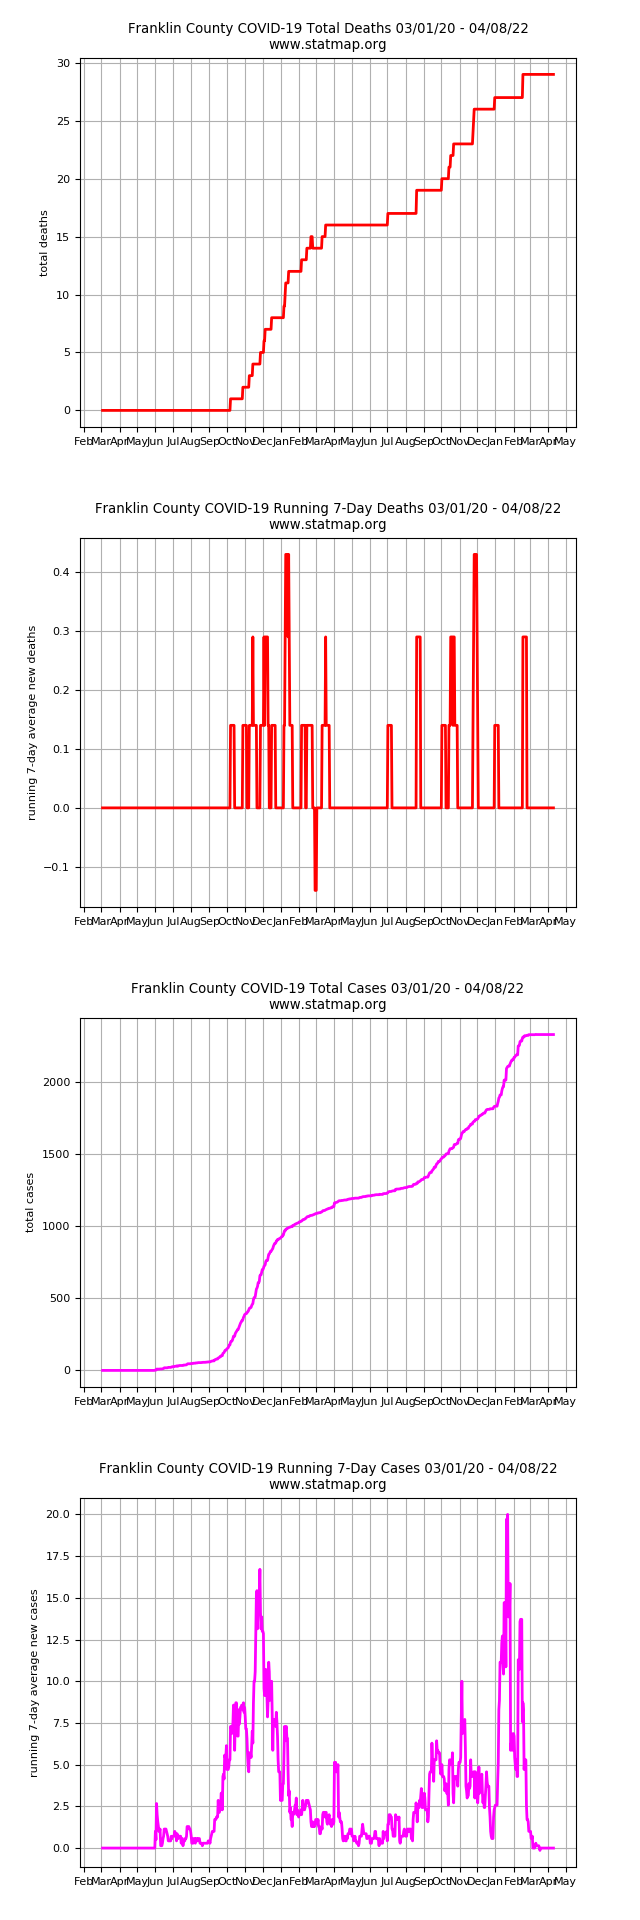 Franklin County COVID-19 Total Deaths 03/01/20 - 04/08/22
www.statmap.org
30
25
20
15
10
5
0
total deaths
Feb Mar Apr May Jun Jul Aug Sep Oct Nov Dec Jan Feb Mar Apr May Jun Jul Aug Sep Oct Nov Dec Jan Feb Mar Apr May
Franklin County COVID-19 Running 7-Day Deaths 03/01/20 - 04/08/22
www.statmap.org
0.4
0.3
0.2
0.1
0.0
−0.1
running 7-day average new deaths
Feb Mar Apr May Jun Jul Aug Sep Oct Nov Dec Jan Feb Mar Apr May Jun Jul Aug Sep Oct Nov Dec Jan Feb Mar Apr May
Franklin County COVID-19 Total Cases 03/01/20 - 04/08/22
www.statmap.org
2000
1500
1000
500
0
total cases
Feb Mar Apr May Jun Jul Aug Sep Oct Nov Dec Jan Feb Mar Apr May Jun Jul Aug Sep Oct Nov Dec Jan Feb Mar Apr May
Franklin County COVID-19 Running 7-Day Cases 03/01/20 - 04/08/22
www.statmap.org
20.0
17.5
15.0
12.5
10.0
7.5
5.0
2.5
0.0
running 7-day average new cases
Feb Mar Apr May Jun Jul Aug Sep Oct Nov Dec Jan Feb Mar Apr May Jun Jul Aug Sep Oct Nov Dec Jan Feb Mar Apr May